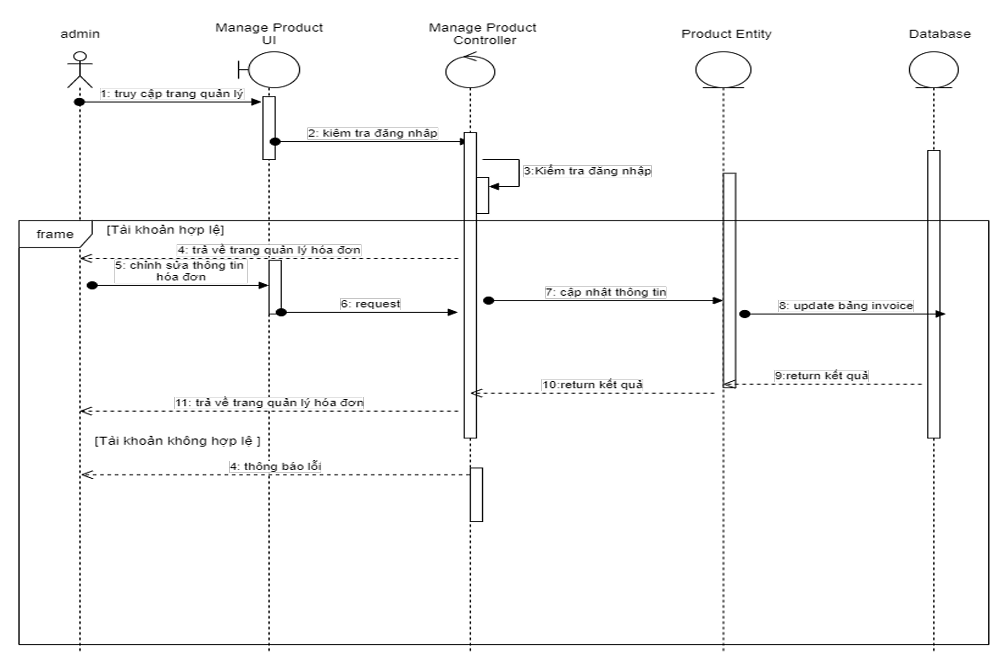 admin
Manage Product
UI
Manage Product
Controller
Product Entity
Database
1: truy cập trang quản lý
2: kiểm tra đăng nhập
3:Kiểm tra đăng nhập
frame
[Tài khoản hợp lệ]
4: trả về trang quản lý hóa đơn
5: chỉnh sửa thông tin
hóa đơn
6: request
7: cập nhật thông tin
8: update bảng invoice
9:return kết quả
10:return kết quả
11: trả về trang quản lý hóa đơn
[Tài khoản không hợp lệ ]
4: thông báo lỗi